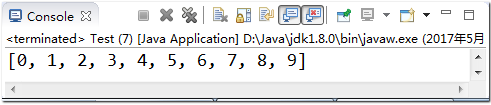 Console
<terminated> Test (7) [Java Application] D:\Java\jdk1.8.0\bin\javaw.exe (2017年5月
[0, 1, 2, 3, 4, 5, 6, 7, 8, 9]